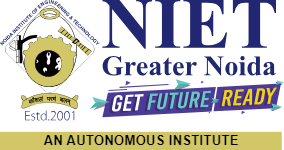 NOIDA INSTITUTE OF ENGINEERING & TECHNOLOGY
Estd.2001
NIET
Greater Noida
GET FUTURE READY
AN AUTONOMOUS INSTITUTE